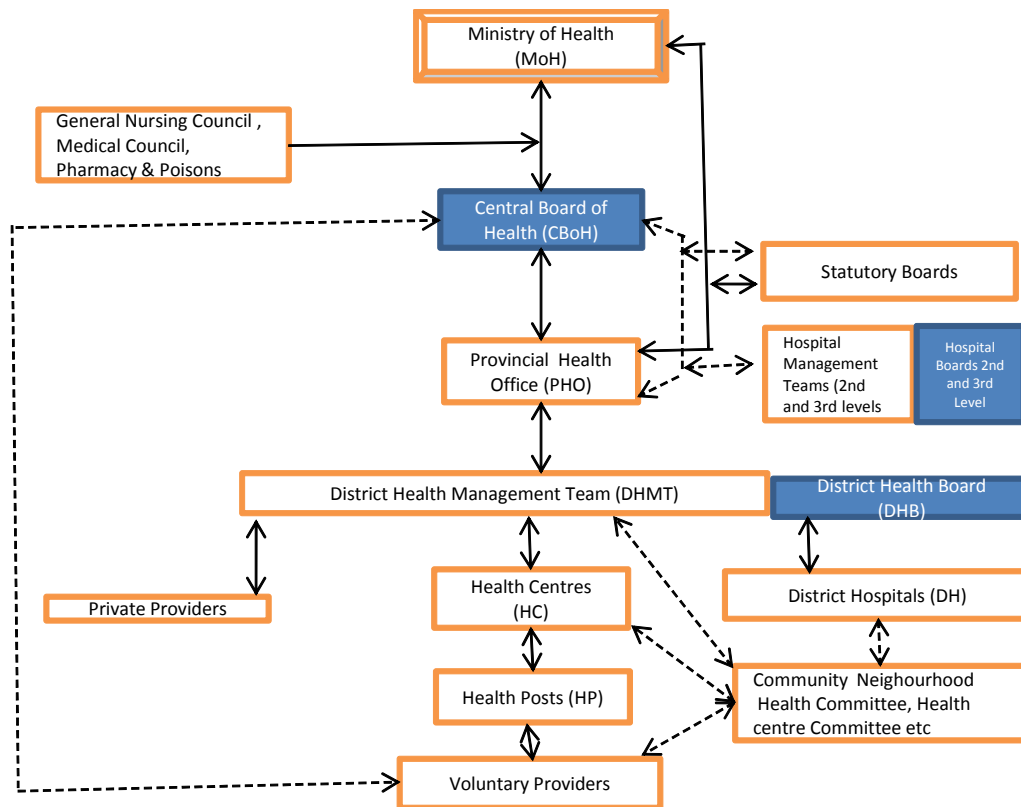 Ministry of Health
(MoH)
General Nursing Council ,
Medical Council,
Pharmacy & Poisons
Central Board of
Health (CBoH)
Statutory Boards
Provincial Health
Office (PHO)
Hospital
Management
Teams (2nd
and 3rd levels
Hospital
Boards 2nd
and 3rd
Level
District Health Management Team (DHMT)
District Health Board
(DHB)
Private Providers
Health Centres
(HC)
District Hospitals (DH)
Health Posts (HP)
Community Neighourhood
Health Committee, Health
centre Committee etc
Voluntary Providers